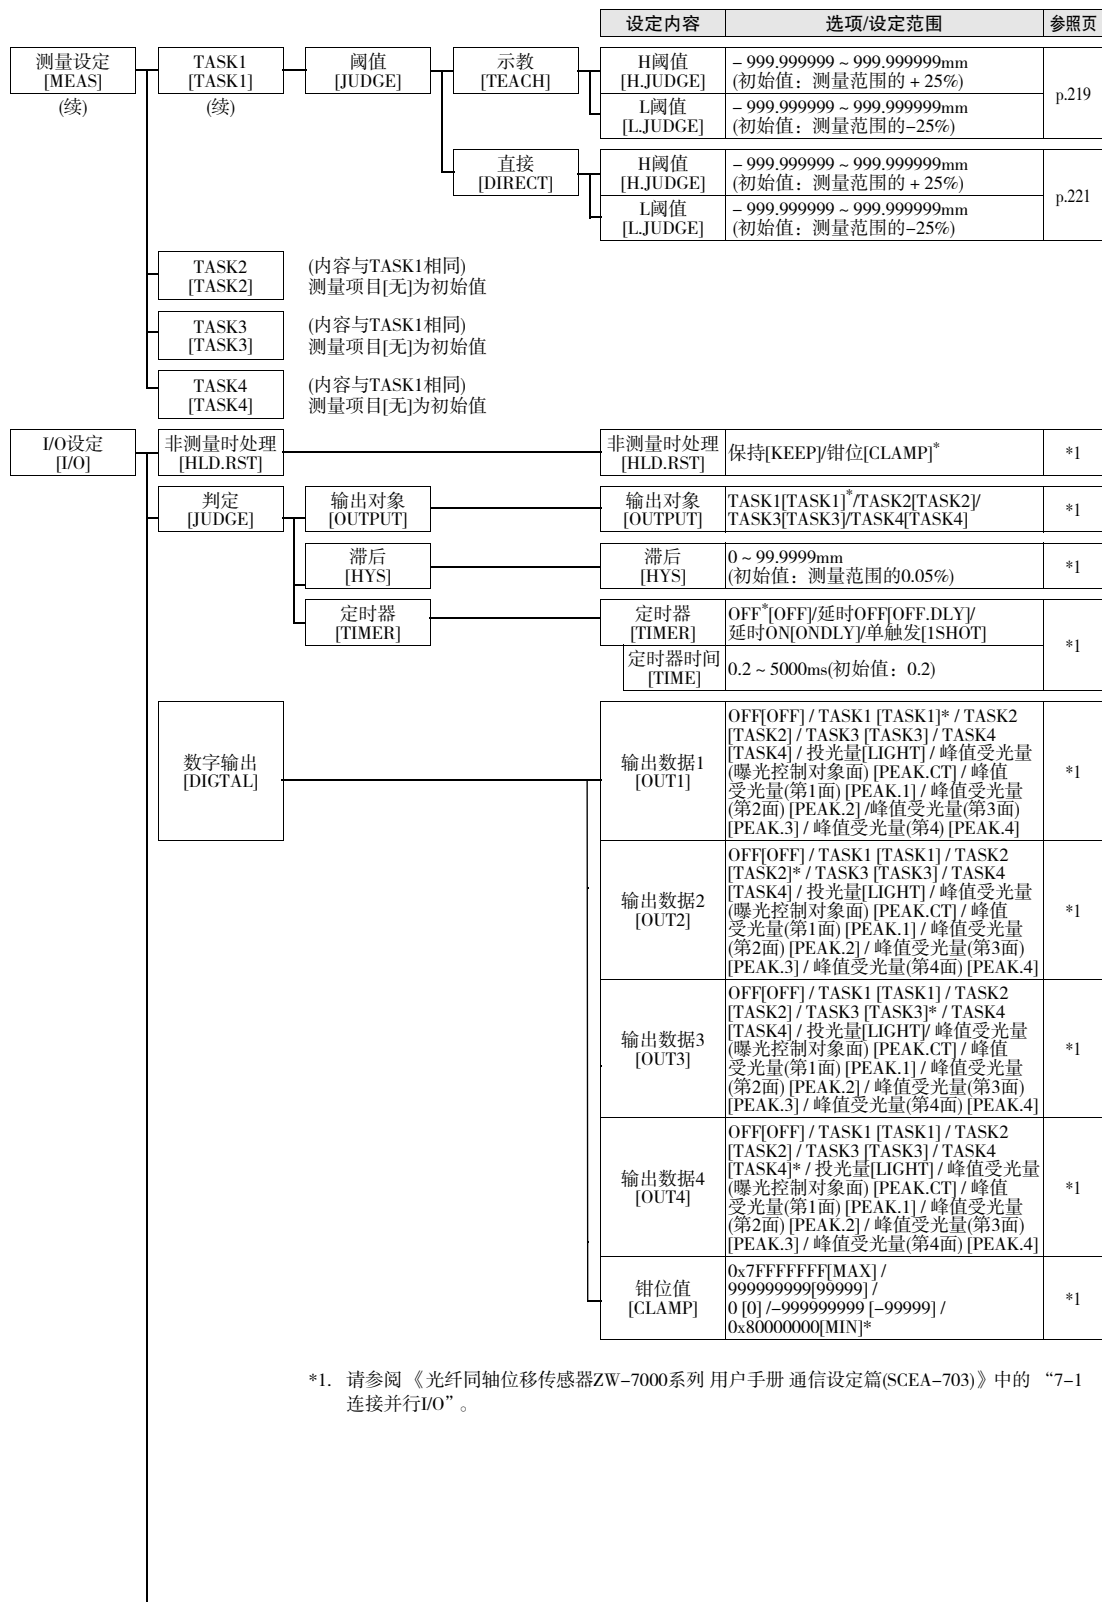 设定内容
选项/设定范围
参照页
测量设定
[MEAS]
(续)
TASK1
[TASK1]
(续)
阈值
[JUDGE]
示教
[TEACH]
H阈值
[H.JUDGE]
– 999.999999 ~ 999.999999mm
(初始值：测量范围的 + 25%)
p.219
L阈值
[L.JUDGE]
– 999.999999 ~ 999.999999mm
(初始值：测量范围的–25%)
直接
[DIRECT]
H阈值
[H.JUDGE]
– 999.999999 ~ 999.999999mm
(初始值：测量范围的 + 25%)
p.221
L阈值
[L.JUDGE]
– 999.999999 ~ 999.999999mm
(初始值：测量范围的–25%)
TASK2
[TASK2]
(内容与TASK1相同)
测量项目[无]为初始值
TASK3
[TASK3]
(内容与TASK1相同)
测量项目[无]为初始值
TASK4
[TASK4]
(内容与TASK1相同)
测量项目[无]为初始值
I/O设定
[I/O]
非测量时处理
[HLD.RST]
非测量时处理
[HLD.RST]
保持[KEEP]/钳位[CLAMP]*
*1
判定
[JUDGE]
输出对象
[OUTPUT]
输出对象
[OUTPUT]
TASK1[TASK1]*/TASK2[TASK2]/
TASK3[TASK3]/TASK4[TASK4]
*1
滞后
[HYS]
滞后
[HYS]
0 ~ 99.9999mm
(初始值：测量范围的0.05%)
*1
定时器
[TIMER]
定时器
[TIMER]
OFF*[OFF]/延时OFF[OFF.DLY]/
延时ON[ONDLY]/单触发[1SHOT]
*1
定时器时间
[TIME]
0.2 ~ 5000ms(初始值：0.2)
数字输出
[DIGTAL]
输出数据1
[OUT1]
OFF[OFF] / TASK1 [TASK1]* / TASK2
[TASK2] / TASK3 [TASK3] / TASK4
[TASK4] / 投光量[LIGHT] / 峰值受光量
(曝光控制对象面) [PEAK.CT] / 峰值
受光量(第1面) [PEAK.1] / 峰值受光量
(第2面) [PEAK.2] /峰值受光量(第3面)
[PEAK.3] / 峰值受光量(第4) [PEAK.4]
*1
输出数据2
[OUT2]
OFF[OFF] / TASK1 [TASK1] / TASK2
[TASK2]* / TASK3 [TASK3] / TASK4
[TASK4] / 投光量[LIGHT] / 峰值受光量
(曝光控制对象面) [PEAK.CT] / 峰值
受光量(第1面) [PEAK.1] / 峰值受光量
(第2面) [PEAK.2] / 峰值受光量(第3面)
[PEAK.3] / 峰值受光量(第4面) [PEAK.4]
*1
输出数据3
[OUT3]
OFF[OFF] / TASK1 [TASK1] / TASK2
[TASK2] / TASK3 [TASK3]* / TASK4
[TASK4] / 投光量[LIGHT]/ 峰值受光量
(曝光控制对象面) [PEAK.CT] / 峰值
受光量(第1面) [PEAK.1] / 峰值受光量
(第2面) [PEAK.2] / 峰值受光量(第3面)
[PEAK.3] / 峰值受光量(第4面) [PEAK.4]
*1
输出数据4
[OUT4]
OFF[OFF] / TASK1 [TASK1] / TASK2
[TASK2] / TASK3 [TASK3] / TASK4
[TASK4]* / 投光量[LIGHT] / 峰值受光量
(曝光控制对象面) [PEAK.CT] / 峰值
受光量(第1面) [PEAK.1] / 峰值受光量
(第2面) [PEAK.2] / 峰值受光量(第3面)
[PEAK.3] / 峰值受光量(第4面) [PEAK.4]
*1
钳位值
[CLAMP]
0x7FFFFFFF[MAX] /
999999999[99999] /
0 [0] /–999999999 [–99999] /
0x80000000[MIN]*
*1
*1. 请参阅 《光纤同轴位移传感器ZW–7000系列 用户手册 通信设定篇(SCEA–703)》中的 “7–1
连接并行I/O”。